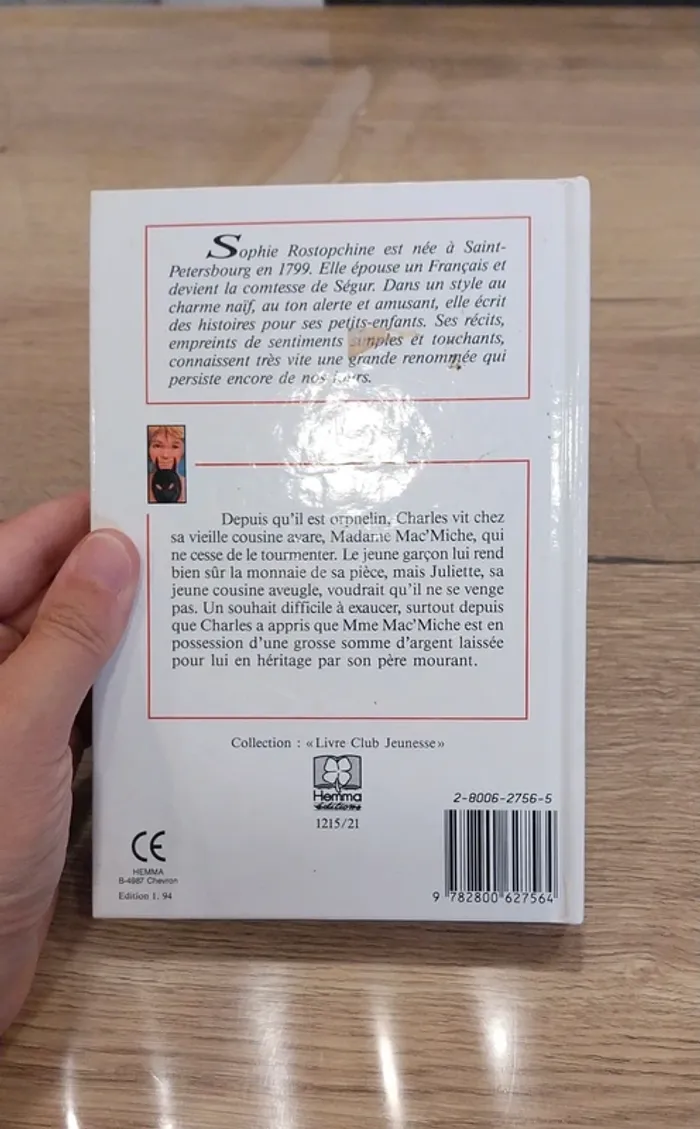 Sophie Rostopchine est née à Saint-
Petersbourg en 1799. Elle épouse un Français et
devient la comtesse de Ségur. Dans un style au
charme naïf, au ton alerte et amusant, elle écrit
des histoires pour ses petits-enfants. Ses récits,
empreints de sentiments simples et touchants,
connaissent très vite une grande renommée qui
persiste encore de nos jours.
Depuis qu'il est orphelin, Charles vit chez
sa vieille cousine avare, Madame Mac'Miche, qui
ne cesse de le tourmenter. Le jeune garçon lui rend
bien sûr la monnaie de sa pièce, mais Juliette, sa
jeune cousine aveugle, voudrait qu'il ne se venge
pas. Un souhait difficile à exaucer, surtout depuis
que Charles a appris que Mme Mac'Miche est en
possession d'une grosse somme d'argent laissée
pour lui en héritage par son père mourant.
Collection : «Livre Club Jeunesse»
Hemma
éditions
1215/21
CE
HEMMA
B-4987 Chevron
Edition 1. 94
2-8006-2756-5
9 782800 627564